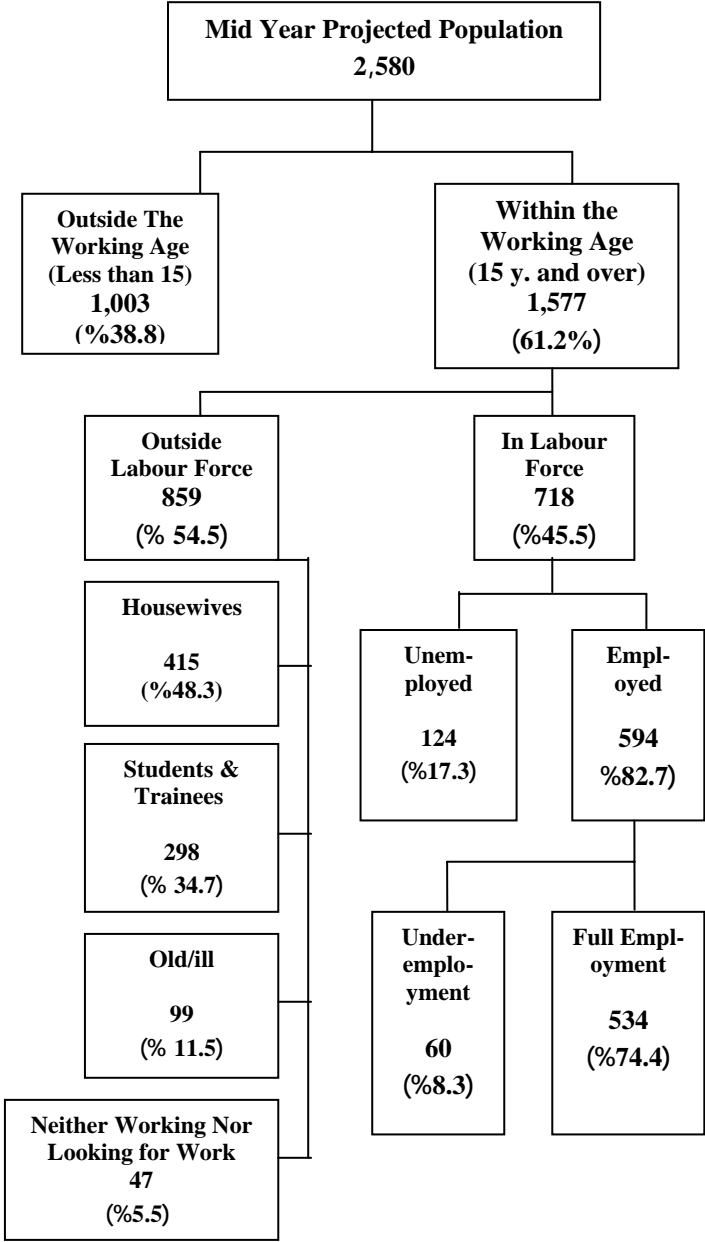 Mid Year Projected Population
2,580
Outside The
Working Age
(Less than 15)
1,003
(%38.8)
Within the
Working Age
(15 y. and over)
1,577
(61.2%)
Outside
Labour Force
859
(% 54.5)
In Labour
Force
718
(%45.5)
Housewives
415
(%48.3)
Students &
Trainees
298
(% 34.7)
Old/ill
99
(% 11.5)
Neither Working Nor
Looking for Work
47
(%5.5)
Unem-
ployed
124
(%17.3)
Empl-
oyed
594
%82.7)
Under-
emplo-
yment
60
(%8.3)
Full Empl-
oyment
534
(%74.4)